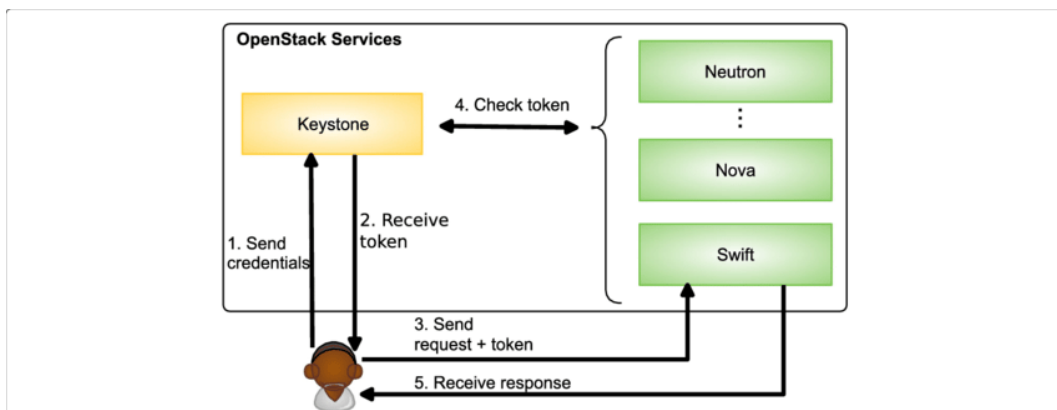 OpenStack Services
Neutron
4. Check token
Keystone
Nova
2. Receive
token
1. Send
credentials
Swift
3. Send
request + token
5. Receive response